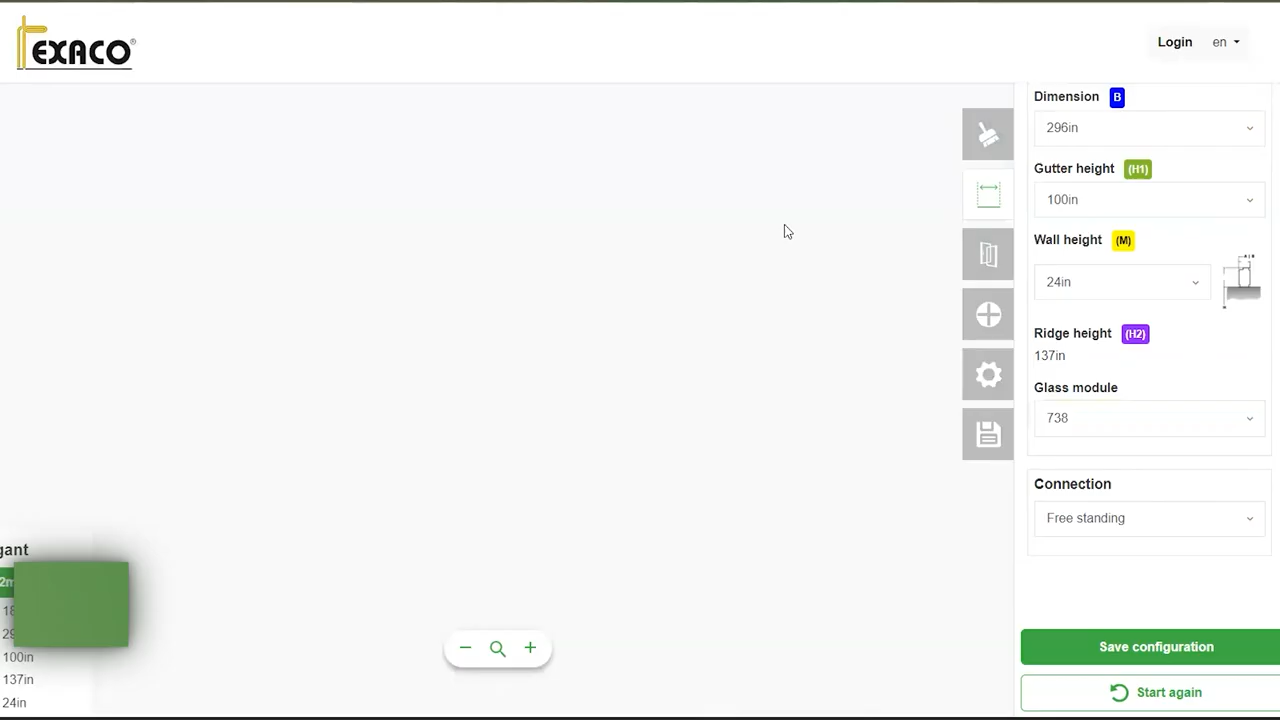 EXACO®
Login
en
Dimension B
296in
Gutter height (H1)
100in
Wall height (M)
24in
Ridge height (H2)
137in
Glass module
738
Connection
Free standing
gant
100in
137in
24in
Save configuration
Start again